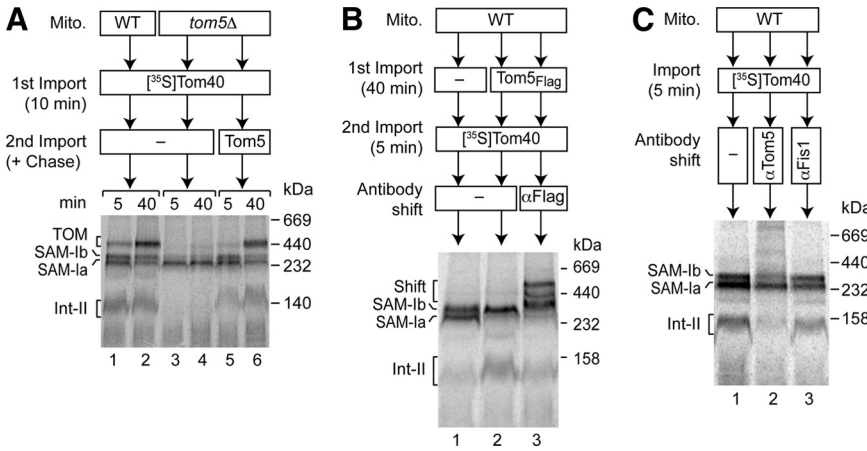 A
Mito.
WT
tom5Δ
1st Import
(10 min)
[³⁵S]Tom40
2nd Import
(+ Chase)
–
Tom5
min
5
40
5
40
5
40
kDa
TOM
SAM-Ib
SAM-Ia
Int-II
669
440
232
140
1
2
3
4
5
6
B
Mito.
WT
1st Import
(40 min)
–
Tom5Flag
2nd Import
(5 min)
[³⁵S]Tom40
Antibody
shift
–
αFlag
kDa
Shift
SAM-Ib
SAM-Ia
Int-II
669
440
232
158
1
2
3
C
Mito.
WT
Import
(5 min)
[³⁵S]Tom40
Antibody
shift
–
αTom5
αFis1
kDa
SAM-Ib
SAM-Ia
Int-II
669
440
232
158
1
2
3